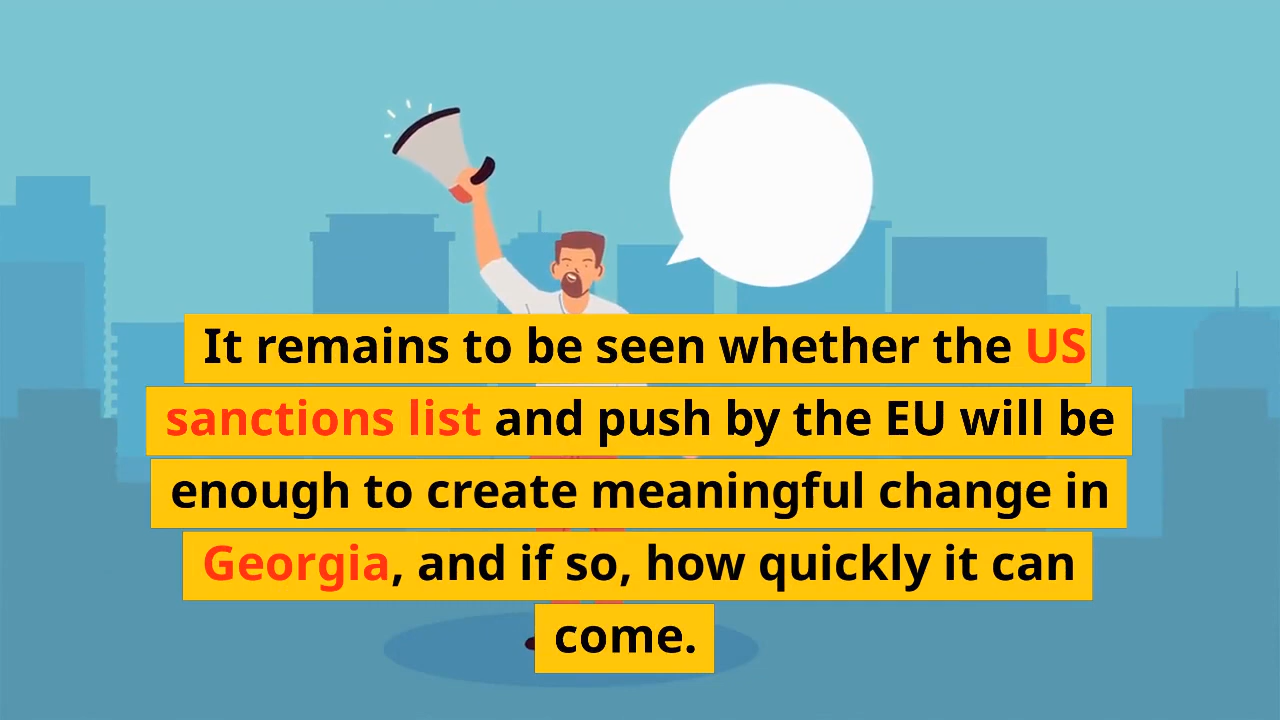 It remains to be seen whether the US
sanctions list and push by the EU will be
enough to create meaningful change in
Georgia, and if so, how quickly it can
come.